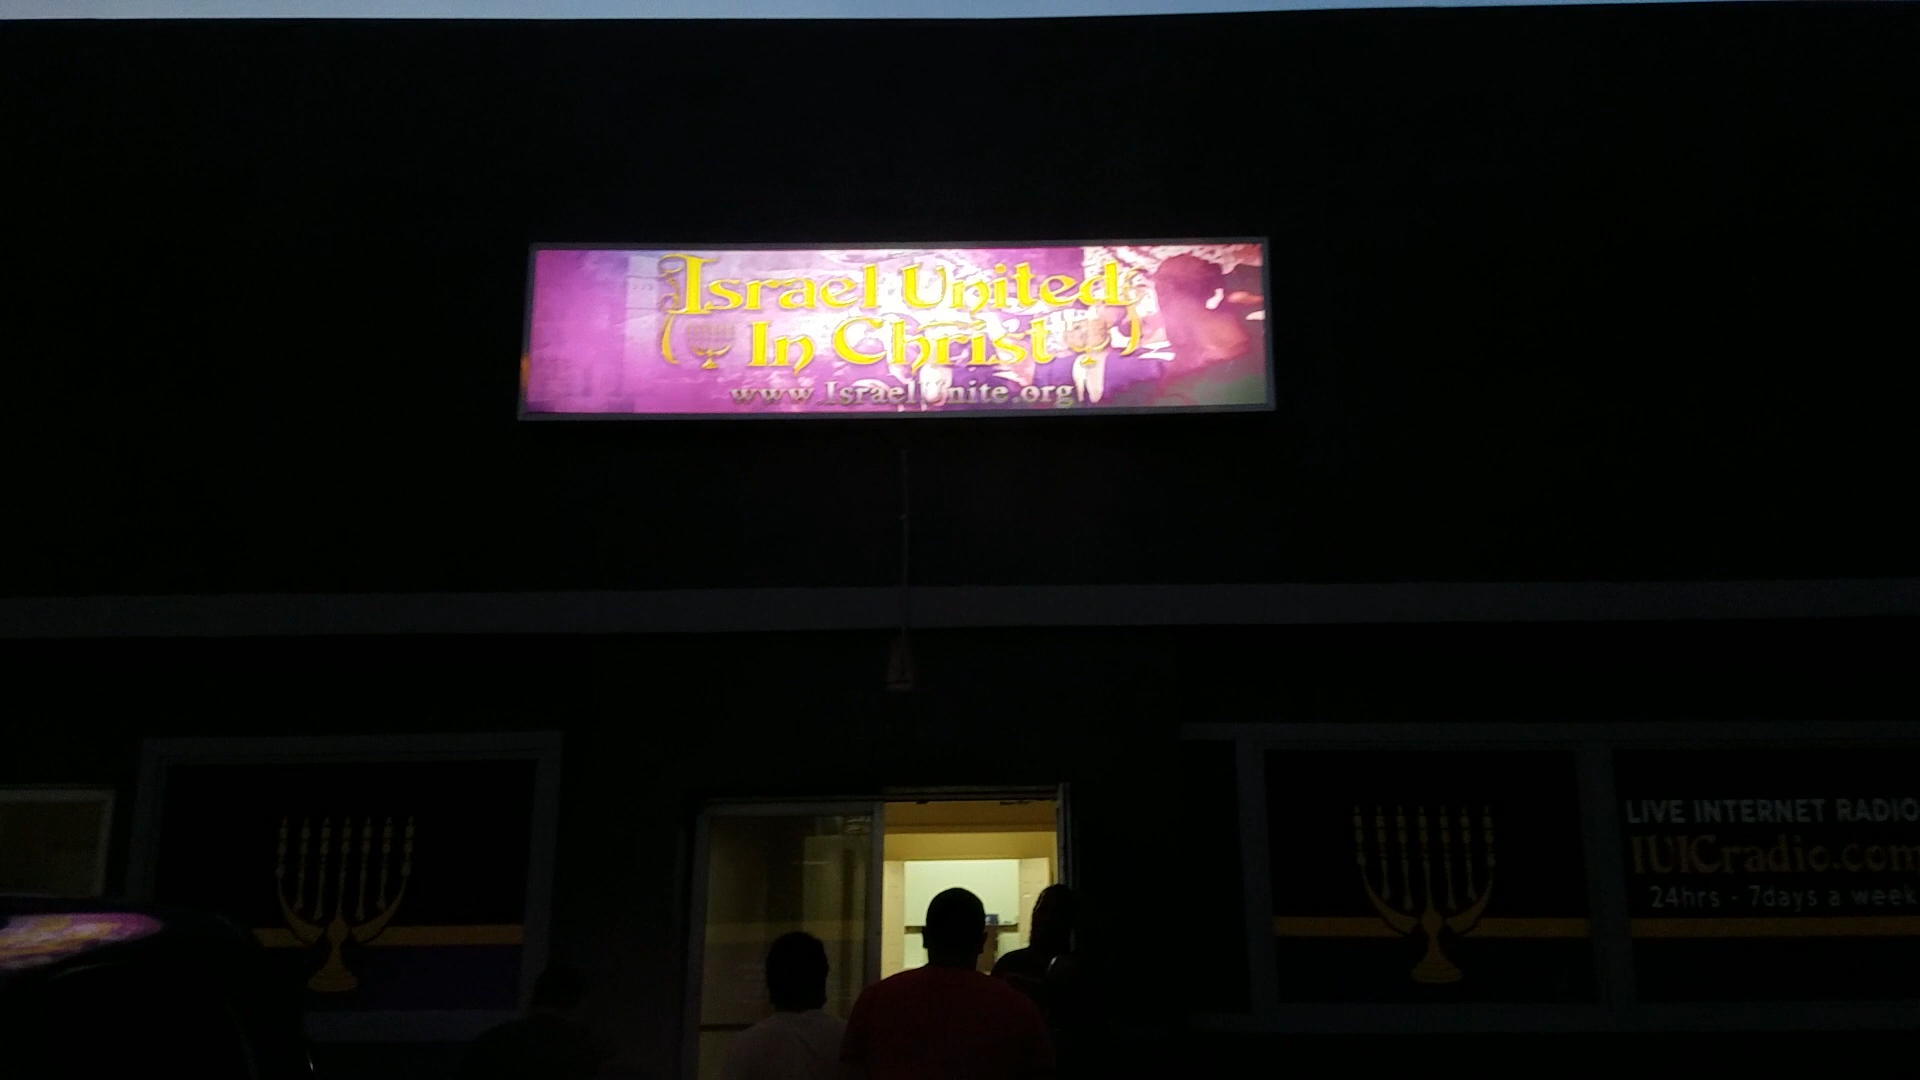 Israel United
In Christ
www.IsraelUnite.org
LIVE INTERNET RADIO
IUICradio.com
24hrs - 7days a week